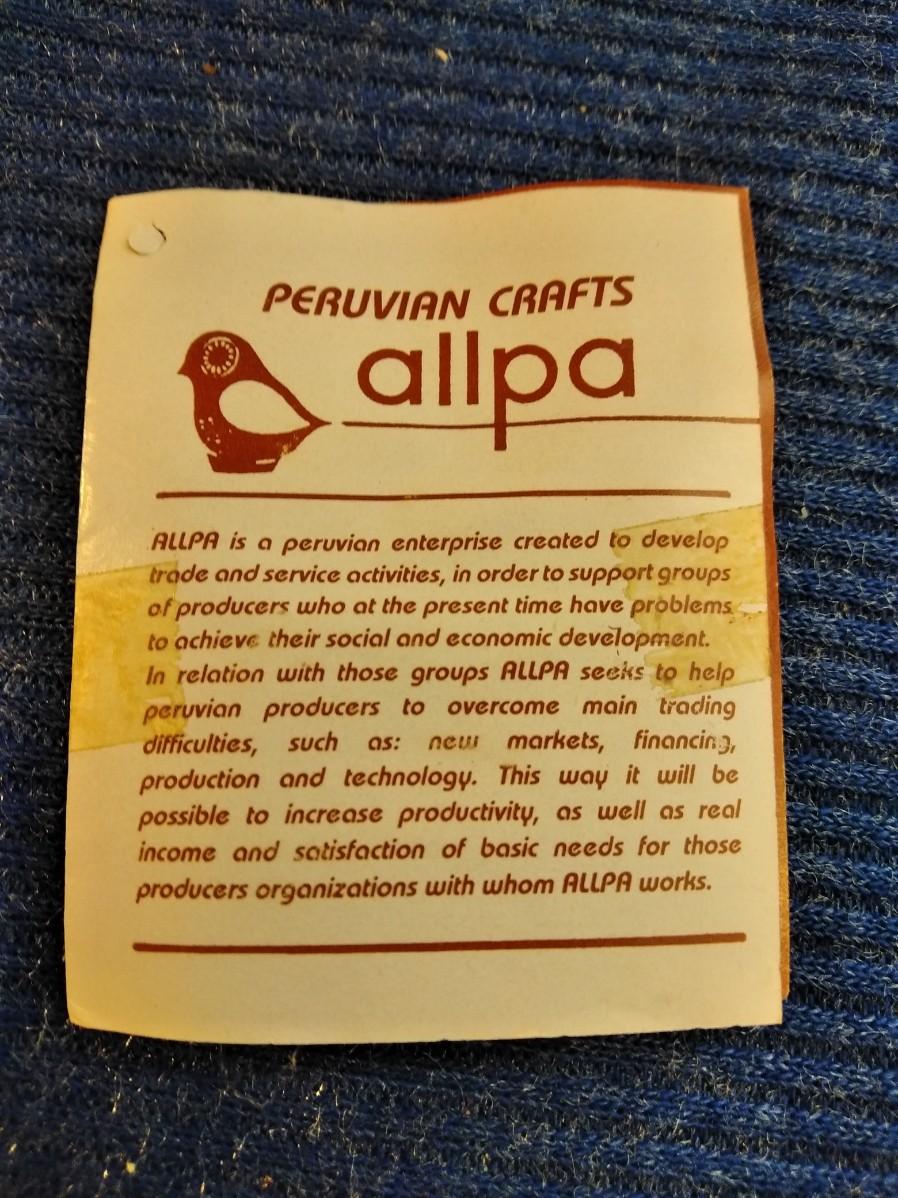 PERUVIAN CRAFTS
allpa
ALLPA is a peruvian enterprise created to develop
trade and service activities, in order to support groups
of producers who at the present time have problems
to achieve their social and economic development.
In relation with those groups ALLPA seeks to help
peruvian producers to overcome main trading
difficulties, such as: new markets, financing,
production and technology. This way it will be
possible to increase productivity, as well as real
income and satisfaction of basic needs for those
producers organizations with whom ALLPA works.